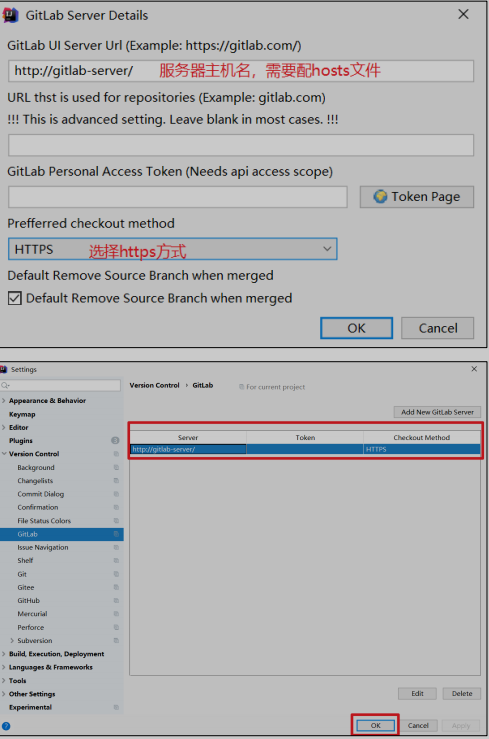 GitLab Server Details
GitLab UI Server Url (Example: https://gitlab.com/)
http://gitlab-server/ 服务器主机名，需要配hosts文件
URL thst is used for repositories (Example: gitlab.com)
!!! This is advanced setting. Leave blank in most cases. !!!
GitLab Personal Access Token (Needs api access scope)
Token Page
Prefferred checkout method
HTTPS 选择https方式
Default Remove Source Branch when merged
Default Remove Source Branch when merged
OK Cancel
Settings
Version Control › GitLab For current project
Appearance & Behavior
Keymap
Add New GitLab Server
Editor
Plugins
Server Token Checkout Method
Version Control
http://gitlab-server/ HTTPS
Background
Changelists
Commit Dialog
Confirmation
File Status Colors
GitLab
Issue Navigation
Shelf
Git
Gitee
GitHub
Mercurial
Perforce
Subversion
Build, Execution, Deployment
Languages & Frameworks
Tools
Other Settings
Edit Delete
Experimental
OK Cancel Apply